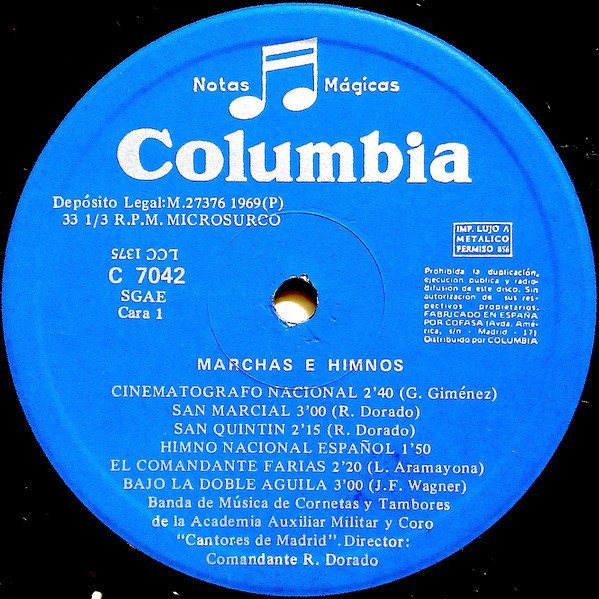 Notas Mágicas
Columbia
Depósito Legal:M.27376 1969(P)
33 1/3 R.P.M. MICROSURCO
LCC 1375
C 7042
SGAE
Cara 1
IMP. LUJO A
METALICO
PERMISO 856
Prohibida la duplicación,
ejecución publica y radio-
difusion de este disco. Sin
autorizacion de sus res-
pectivos propietarios.
FABRICADO EN ESPAÑA
POR COFASA (Avda. Amé-
rica, s/n - Madrid - 17)
Distribuido por COLUMBIA
MARCHAS E HIMNOS
CINEMATOGRAFO NACIONAL 2'40 (G. Giménez)
SAN MARCIAL 3'00 (R. Dorado)
SAN QUINTIN 2'15 (R. Dorado)
HIMNO NACIONAL ESPAÑOL 1'50
EL COMANDANTE FARIAS 2'20 (L. Aramayona)
BAJO LA DOBLE AGUILA 3'00 (J.F. Wagner)
Banda de Música de Cornetas y Tambores
de la Academia Auxiliar Militar y Coro
"Cantores de Madrid". Director:
Comandante R. Dorado